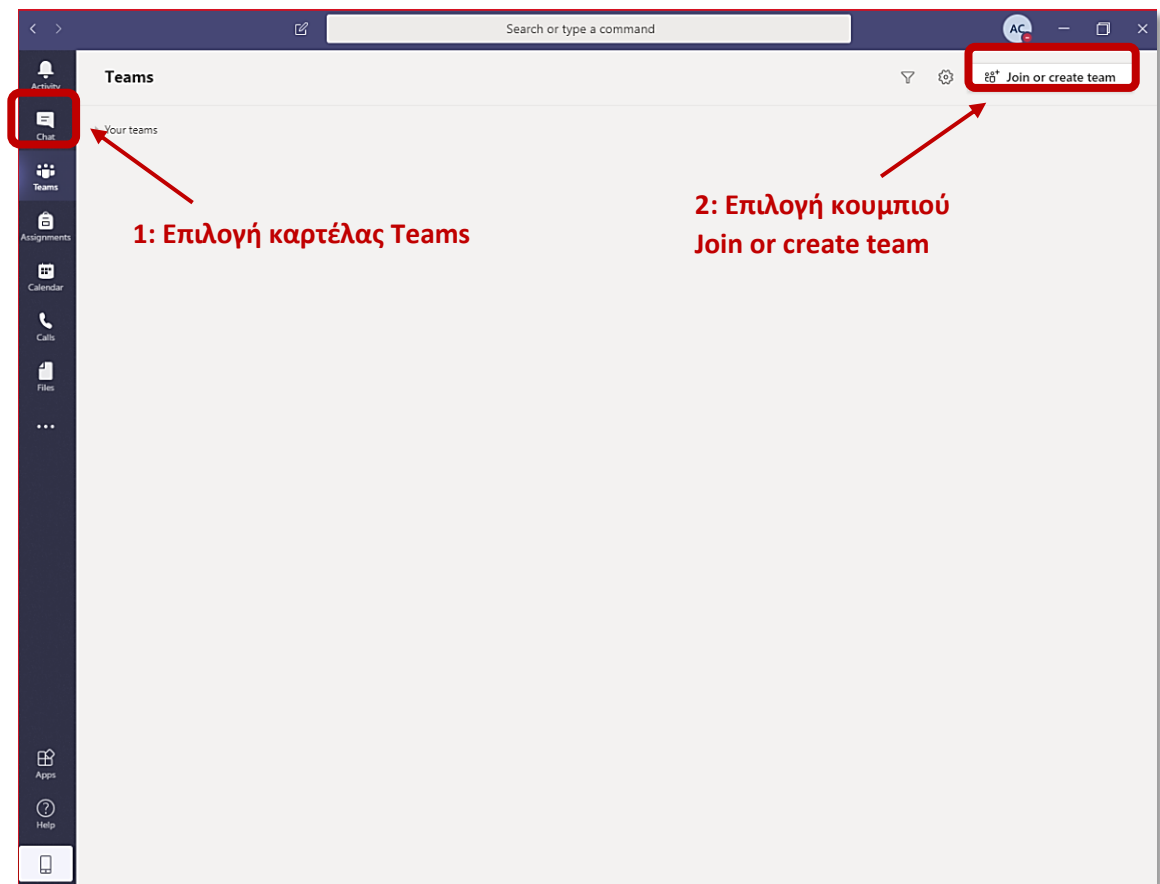 Search or type a command
AC
Activity
Teams
Join or create team
Chat
Your teams
Teams
Assignments
1: Επιλογή καρτέλας Teams
2: Επιλογή κουμπιού
Join or create team
Calendar
Calls
Files
Apps
Help